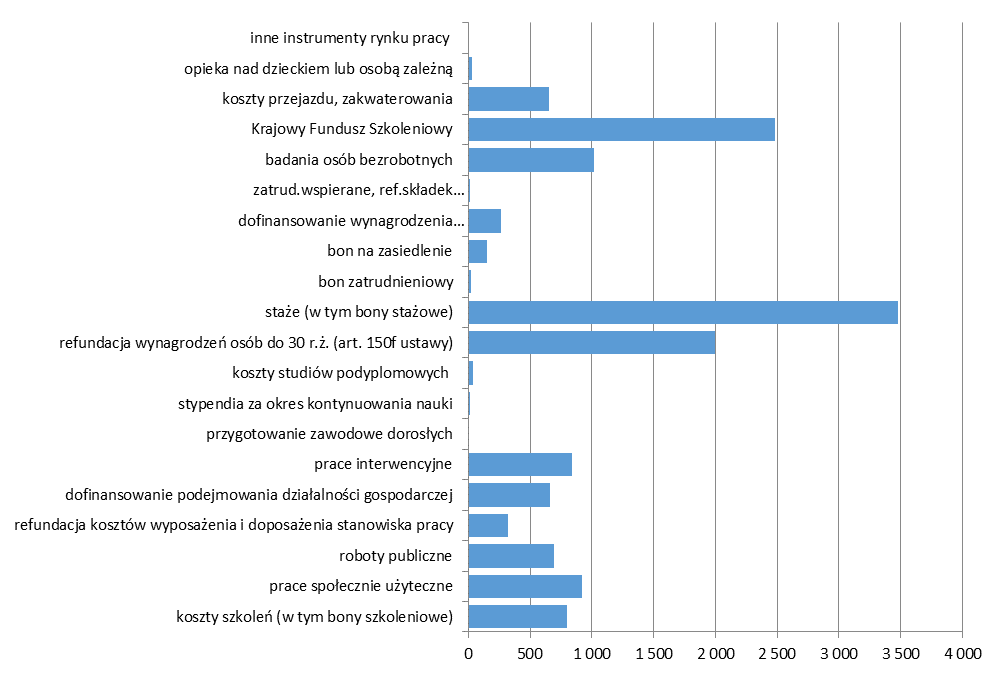 inne instrumenty rynku pracy
opieka nad dzieckiem lub osobą zależną
koszty przejazdu, zakwaterowania
Krajowy Fundusz Szkoleniowy
badania osób bezrobotnych
zatrud.wspierane, ref.składek…
dofinansowanie wynagrodzenia…
bon na zasiedlenie
bon zatrudnieniowy
staże (w tym bony stażowe)
refundacja wynagrodzeń osób do 30 r.ż. (art. 150f ustawy)
koszty studiów podyplomowych
stypendia za okres kontynuowania nauki
przygotowanie zawodowe dorosłych
prace interwencyjne
dofinansowanie podejmowania działalności gospodarczej
refundacja kosztów wyposażenia i doposażenia stanowiska pracy
roboty publiczne
prace społecznie użyteczne
koszty szkoleń (w tym bony szkoleniowe)
0 500 1 000 1 500 2 000 2 500 3 000 3 500 4 000